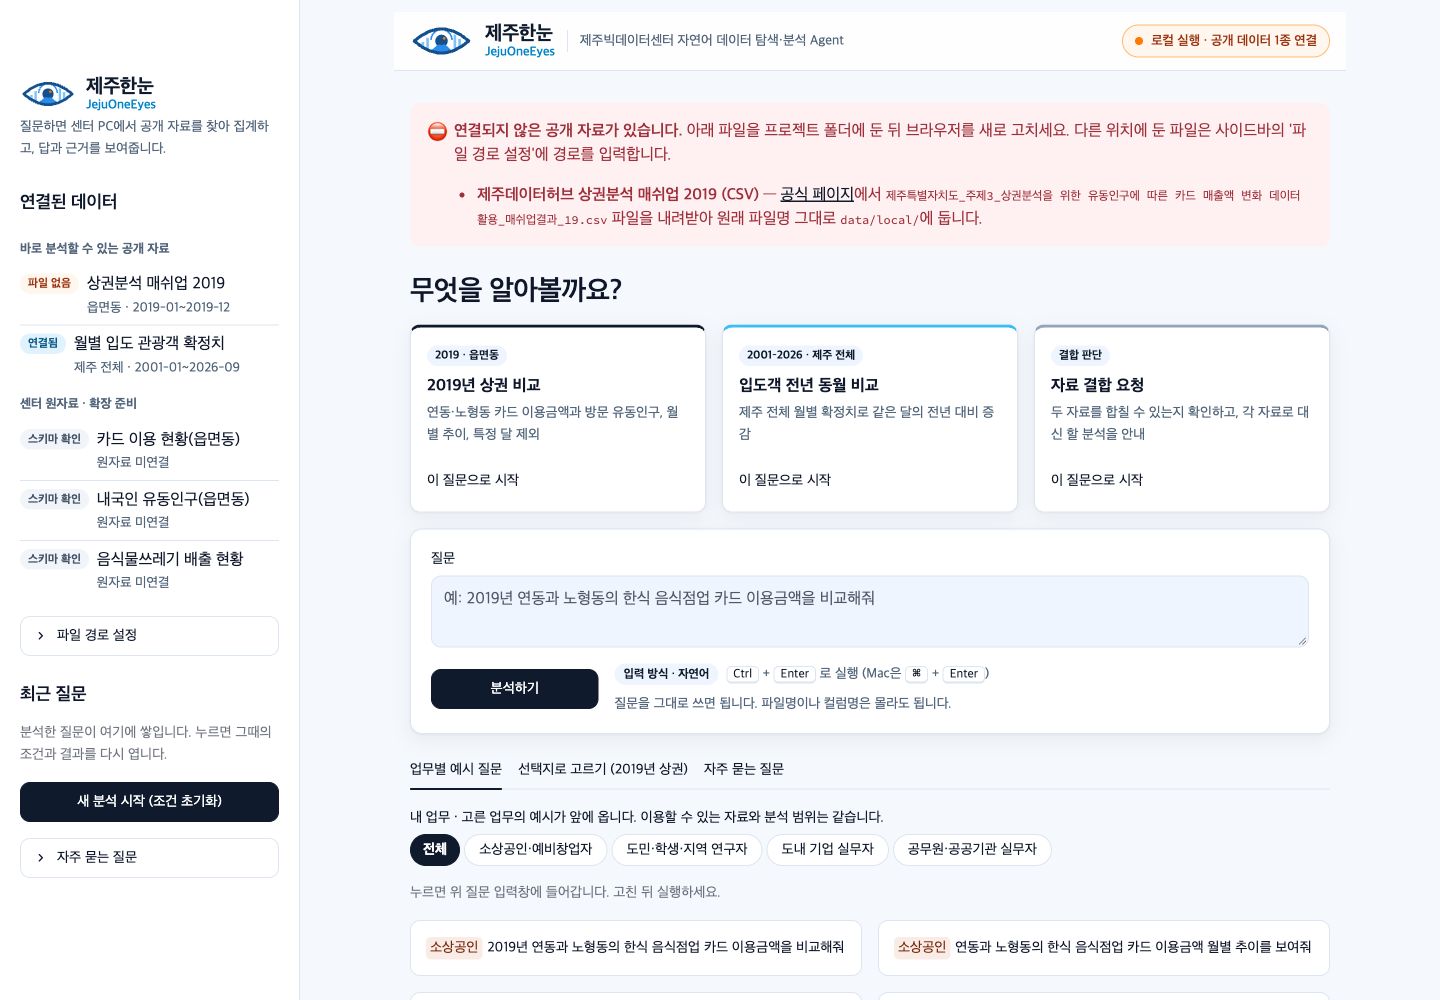 제주한눈
JejuOneEyes
질문하면 센터 PC에서 공개 자료를 찾아 집계하
고, 답과 근거를 보여줍니다.
연결된 데이터
바로 분석할 수 있는 공개 자료
파일 없음 상권분석 매쉬업 2019
읍면동 · 2019-01~2019-12
연결됨 월별 입도 관광객 확정치
제주 전체 · 2001-01~2026-09
센터 원자료 · 확장 준비
스키마 확인 카드 이용 현황(읍면동)
원자료 미연결
스키마 확인 내국인 유동인구(읍면동)
원자료 미연결
스키마 확인 음식물쓰레기 배출 현황
원자료 미연결
파일 경로 설정
최근 질문
분석한 질문이 여기에 쌓입니다. 누르면 그때의
조건과 결과를 다시 엽니다.
새 분석 시작 (조건 초기화)
자주 묻는 질문
제주한눈
JejuOneEyes
제주빅데이터센터 자연어 데이터 탐색·분석 Agent
로컬 실행 · 공개 데이터 1종 연결
연결되지 않은 공개 자료가 있습니다. 아래 파일을 프로젝트 폴더에 둔 뒤 브라우저를 새로 고치세요. 다른 위치에 둔 파일은 사이드바의 '파
일 경로 설정'에 경로를 입력합니다.
• 제주데이터허브 상권분석 매쉬업 2019 (CSV) — 공식 페이지에서 제주특별자치도_주제3_상권분석을 위한 유동인구에 따른 카드 매출액 변화 데이터
활용_매쉬업결과_19.csv 파일을 내려받아 원래 파일명 그대로 data/local/에 둡니다.
무엇을 알아볼까요?
2019 · 읍면동
2019년 상권 비교
연동·노형동 카드 이용금액과 방문 유동인구, 월
별 추이, 특정 달 제외
이 질문으로 시작
2001-2026 · 제주 전체
입도객 전년 동월 비교
제주 전체 월별 확정치로 같은 달의 전년 대비 증
감
이 질문으로 시작
결합 판단
자료 결합 요청
두 자료를 합칠 수 있는지 확인하고, 각 자료로 대
신 할 분석을 안내
이 질문으로 시작
질문
예: 2019년 연동과 노형동의 한식 음식점업 카드 이용금액을 비교해줘
분석하기
입력 방식 · 자연어 Ctrl + Enter 로 실행 (Mac은 ⌘ + Enter)
질문을 그대로 쓰면 됩니다. 파일명이나 컬럼명은 몰라도 됩니다.
업무별 예시 질문 선택지로 고르기 (2019년 상권) 자주 묻는 질문
내 업무 · 고른 업무의 예시가 앞에 옵니다. 이용할 수 있는 자료와 분석 범위는 같습니다.
전체 소상공인·예비창업자 도민·학생·지역 연구자 도내 기업 실무자 공무원·공공기관 실무자
누르면 위 질문 입력창에 들어갑니다. 고친 뒤 실행하세요.
소상공인 2019년 연동과 노형동의 한식 음식점업 카드 이용금액을 비교해줘
소상공인 연동과 노형동의 한식 음식점업 카드 이용금액 월별 추이를 보여줘